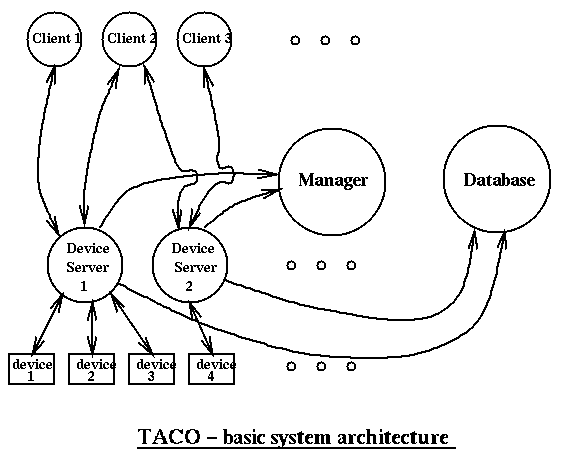 Client 1 Client 2 Client 3
Manager Database
Device
Server
1
Device
Server
2
device
1
device
2
device
3
device
4
TACO – basic system architecture